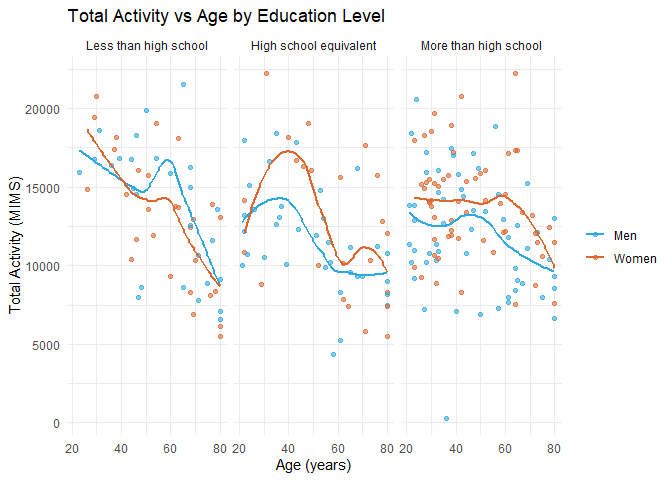 Total Activity vs Age by Education Level
Less than high school
High school equivalent
More than high school
Total Activity (MIMS)
20000
15000
10000
5000
0
20 40 60 80
20 40 60 80
20 40 60 80
Age (years)
Men
Women